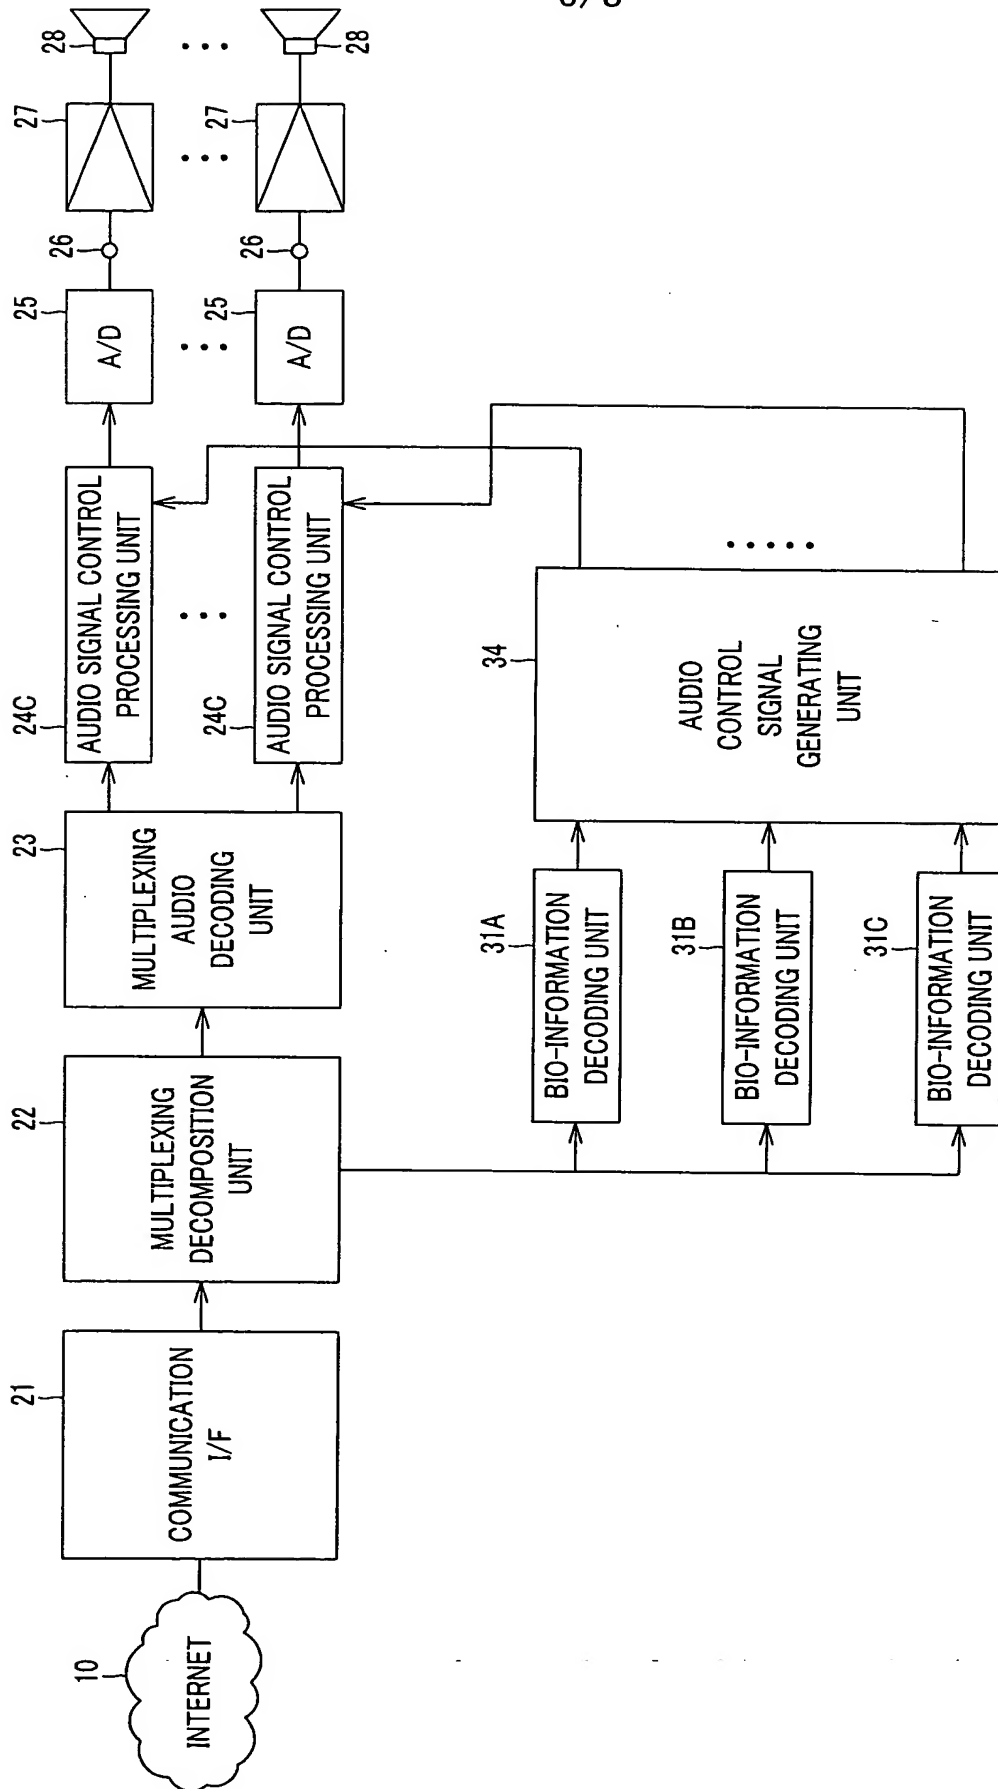 10
INTERNET
21
COMMUNICATION
I/F
22
MULTIPLEXING
DECOMPOSITION
UNIT
23
MULTIPLEXING
AUDIO
DECODING
UNIT
24C
AUDIO SIGNAL CONTROL
PROCESSING UNIT
25
A/D
26
27
28
24C
AUDIO SIGNAL CONTROL
PROCESSING UNIT
25
A/D
26
27
28
31A
BIO-INFORMATION
DECODING UNIT
31B
BIO-INFORMATION
DECODING UNIT
31C
BIO-INFORMATION
DECODING UNIT
34
AUDIO
CONTROL
SIGNAL
GENERATING
UNIT